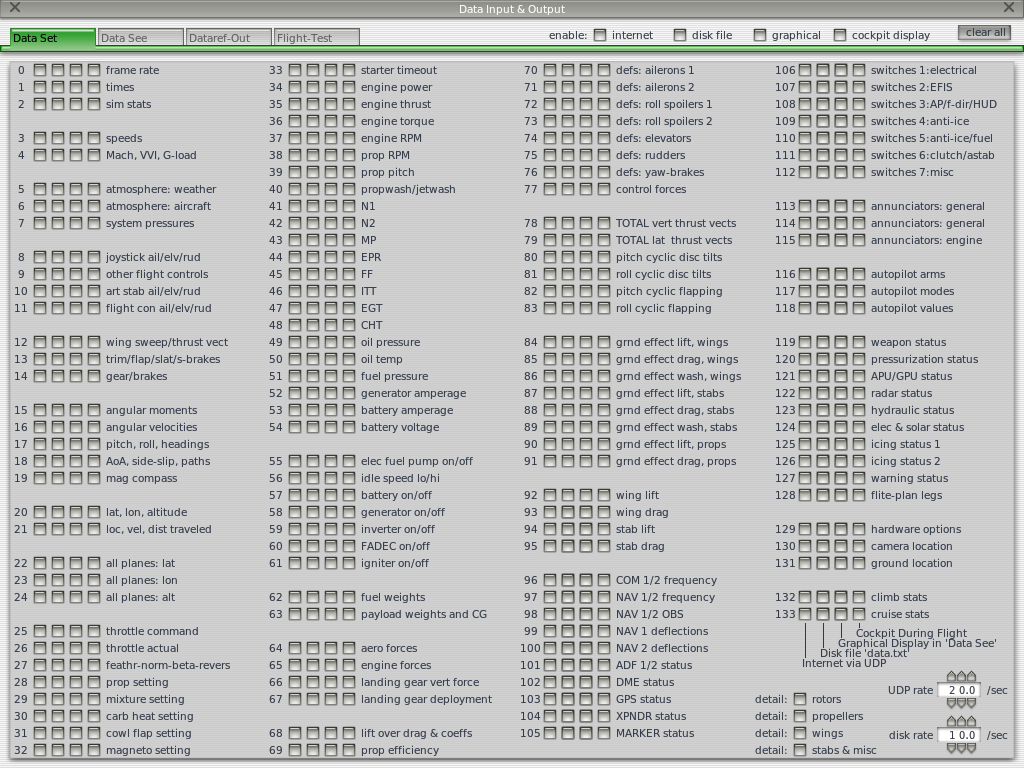 Data Input & Output
Data Set Data See Dataref-Out Flight-Test enable: internet disk file graphical cockpit display clear all
0 frame rate
1 times
2 sim stats
3 speeds
4 Mach, VVI, G-load
5 atmosphere: weather
6 atmosphere: aircraft
7 system pressures
8 joystick ail/elv/rud
9 other flight controls
10 art stab ail/elv/rud
11 flight con ail/elv/rud
12 wing sweep/thrust vect
13 trim/flap/slat/s-brakes
14 gear/brakes
15 angular moments
16 angular velocities
17 pitch, roll, headings
18 AoA, side-slip, paths
19 mag compass
20 lat, lon, altitude
21 loc, vel, dist traveled
22 all planes: lat
23 all planes: lon
24 all planes: alt
25 throttle command
26 throttle actual
27 feathr-norm-beta-revers
28 prop setting
29 mixture setting
30 carb heat setting
31 cowl flap setting
32 magneto setting
33 starter timeout
34 engine power
35 engine thrust
36 engine torque
37 engine RPM
38 prop RPM
39 prop pitch
40 propwash/jetwash
41 N1
42 N2
43 MP
44 EPR
45 FF
46 ITT
47 EGT
48 CHT
49 oil pressure
50 oil temp
51 fuel pressure
52 generator amperage
53 battery amperage
54 battery voltage
55 elec fuel pump on/off
56 idle speed lo/hi
57 battery on/off
58 generator on/off
59 inverter on/off
60 FADEC on/off
61 igniter on/off
62 fuel weights
63 payload weights and CG
64 aero forces
65 engine forces
66 landing gear vert force
67 landing gear deployment
68 lift over drag & coeffs
69 prop efficiency
70 defs: ailerons 1
71 defs: ailerons 2
72 defs: roll spoilers 1
73 defs: roll spoilers 2
74 defs: elevators
75 defs: rudders
76 defs: yaw-brakes
77 control forces
78 TOTAL vert thrust vects
79 TOTAL lat thrust vects
80 pitch cyclic disc tilts
81 roll cyclic disc tilts
82 pitch cyclic flapping
83 roll cyclic flapping
84 grnd effect lift, wings
85 grnd effect drag, wings
86 grnd effect wash, wings
87 grnd effect lift, stabs
88 grnd effect drag, stabs
89 grnd effect wash, stabs
90 grnd effect lift, props
91 grnd effect drag, props
92 wing lift
93 wing drag
94 stab lift
95 stab drag
96 COM 1/2 frequency
97 NAV 1/2 frequency
98 NAV 1/2 OBS
99 NAV 1 deflections
100 NAV 2 deflections
101 ADF 1/2 status
102 DME status
103 GPS status
104 XPNDR status
105 MARKER status
106 switches 1:electrical
107 switches 2:EFIS
108 switches 3:AP/f-dir/HUD
109 switches 4:anti-ice
110 switches 5:anti-ice/fuel
111 switches 6:clutch/astab
112 switches 7:misc
113 annunciators: general
114 annunciators: general
115 annunciators: engine
116 autopilot arms
117 autopilot modes
118 autopilot values
119 weapon status
120 pressurization status
121 APU/GPU status
122 radar status
123 hydraulic status
124 elec & solar status
125 icing status 1
126 icing status 2
127 warning status
128 flite-plan legs
129 hardware options
130 camera location
131 ground location
132 climb stats
133 cruise stats
Cockpit During Flight
Graphical Display in 'Data See'
Disk file 'data.txt'
Internet via UDP
UDP rate 2 0.0 /sec
detail: rotors
detail: propellers
detail: wings
disk rate 1 0.0 /sec
detail: stabs & misc